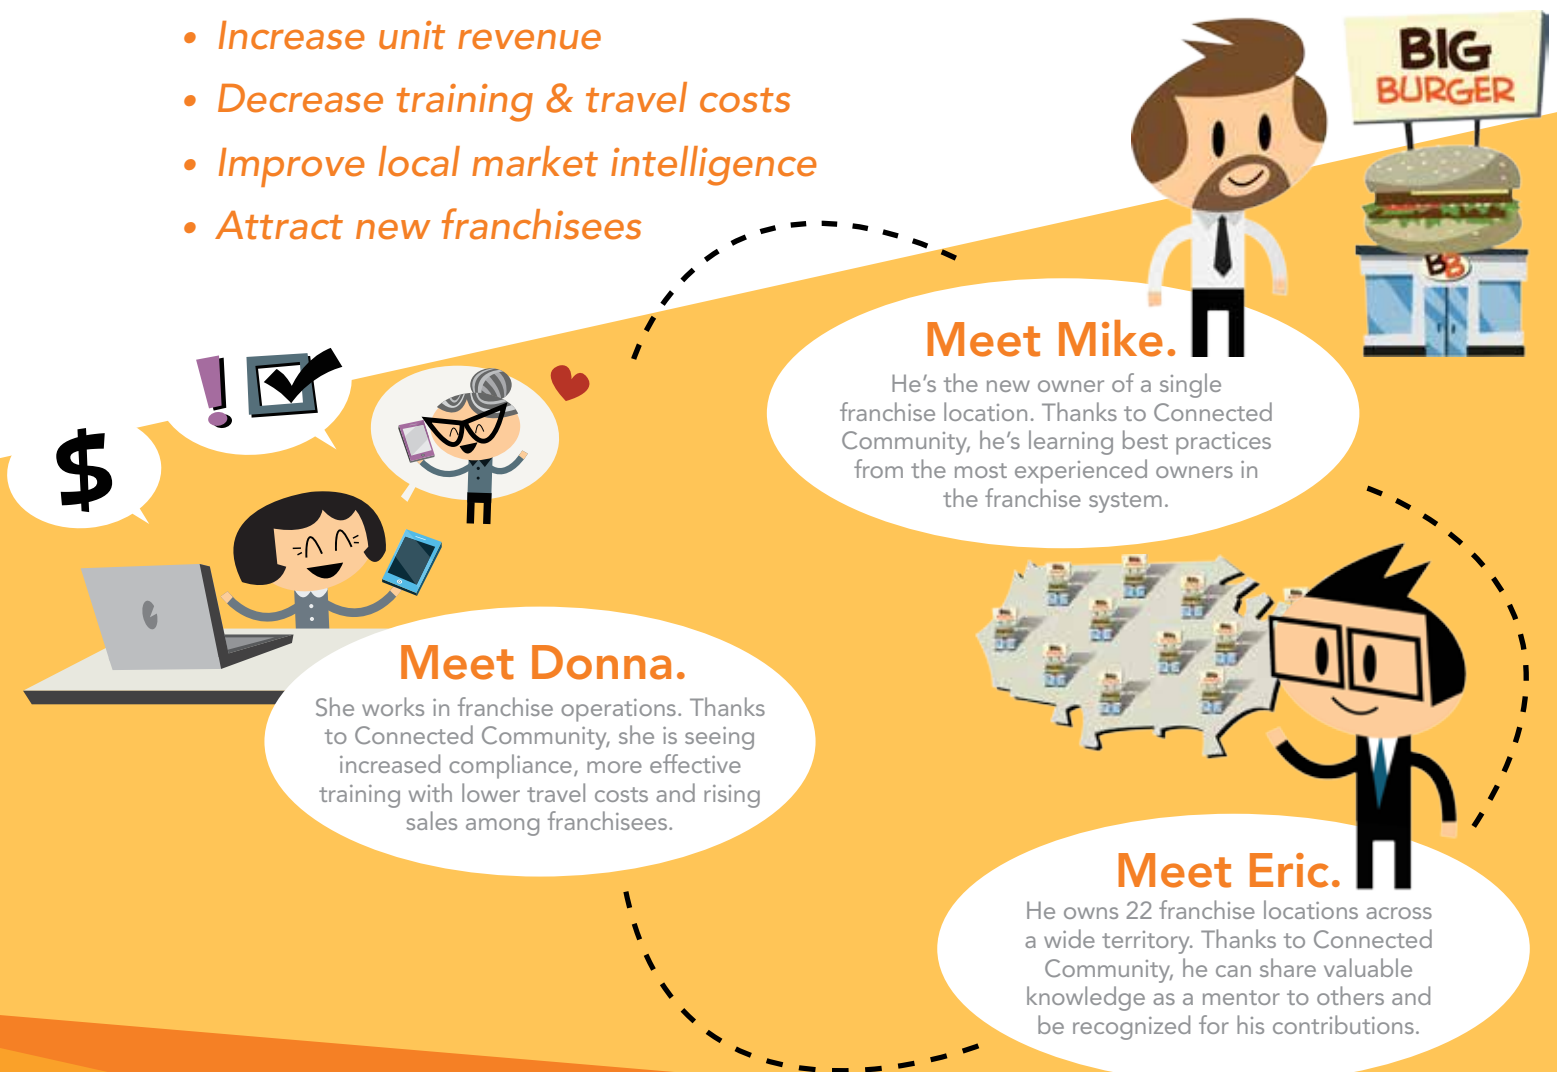 • Increase unit revenue
• Decrease training & travel costs
• Improve local market intelligence
• Attract new franchisees
BIG
BURGER
BB
Meet Mike.
He's the new owner of a single
franchise location. Thanks to Connected
Community, he's learning best practices
from the most experienced owners in
the franchise system.
!
$
Meet Donna.
She works in franchise operations. Thanks
to Connected Community, she is seeing
increased compliance, more effective
training with lower travel costs and rising
sales among franchisees.
Meet Eric.
He owns 22 franchise locations across
a wide territory. Thanks to Connected
Community, he can share valuable
knowledge as a mentor to others and
be recognized for his contributions.